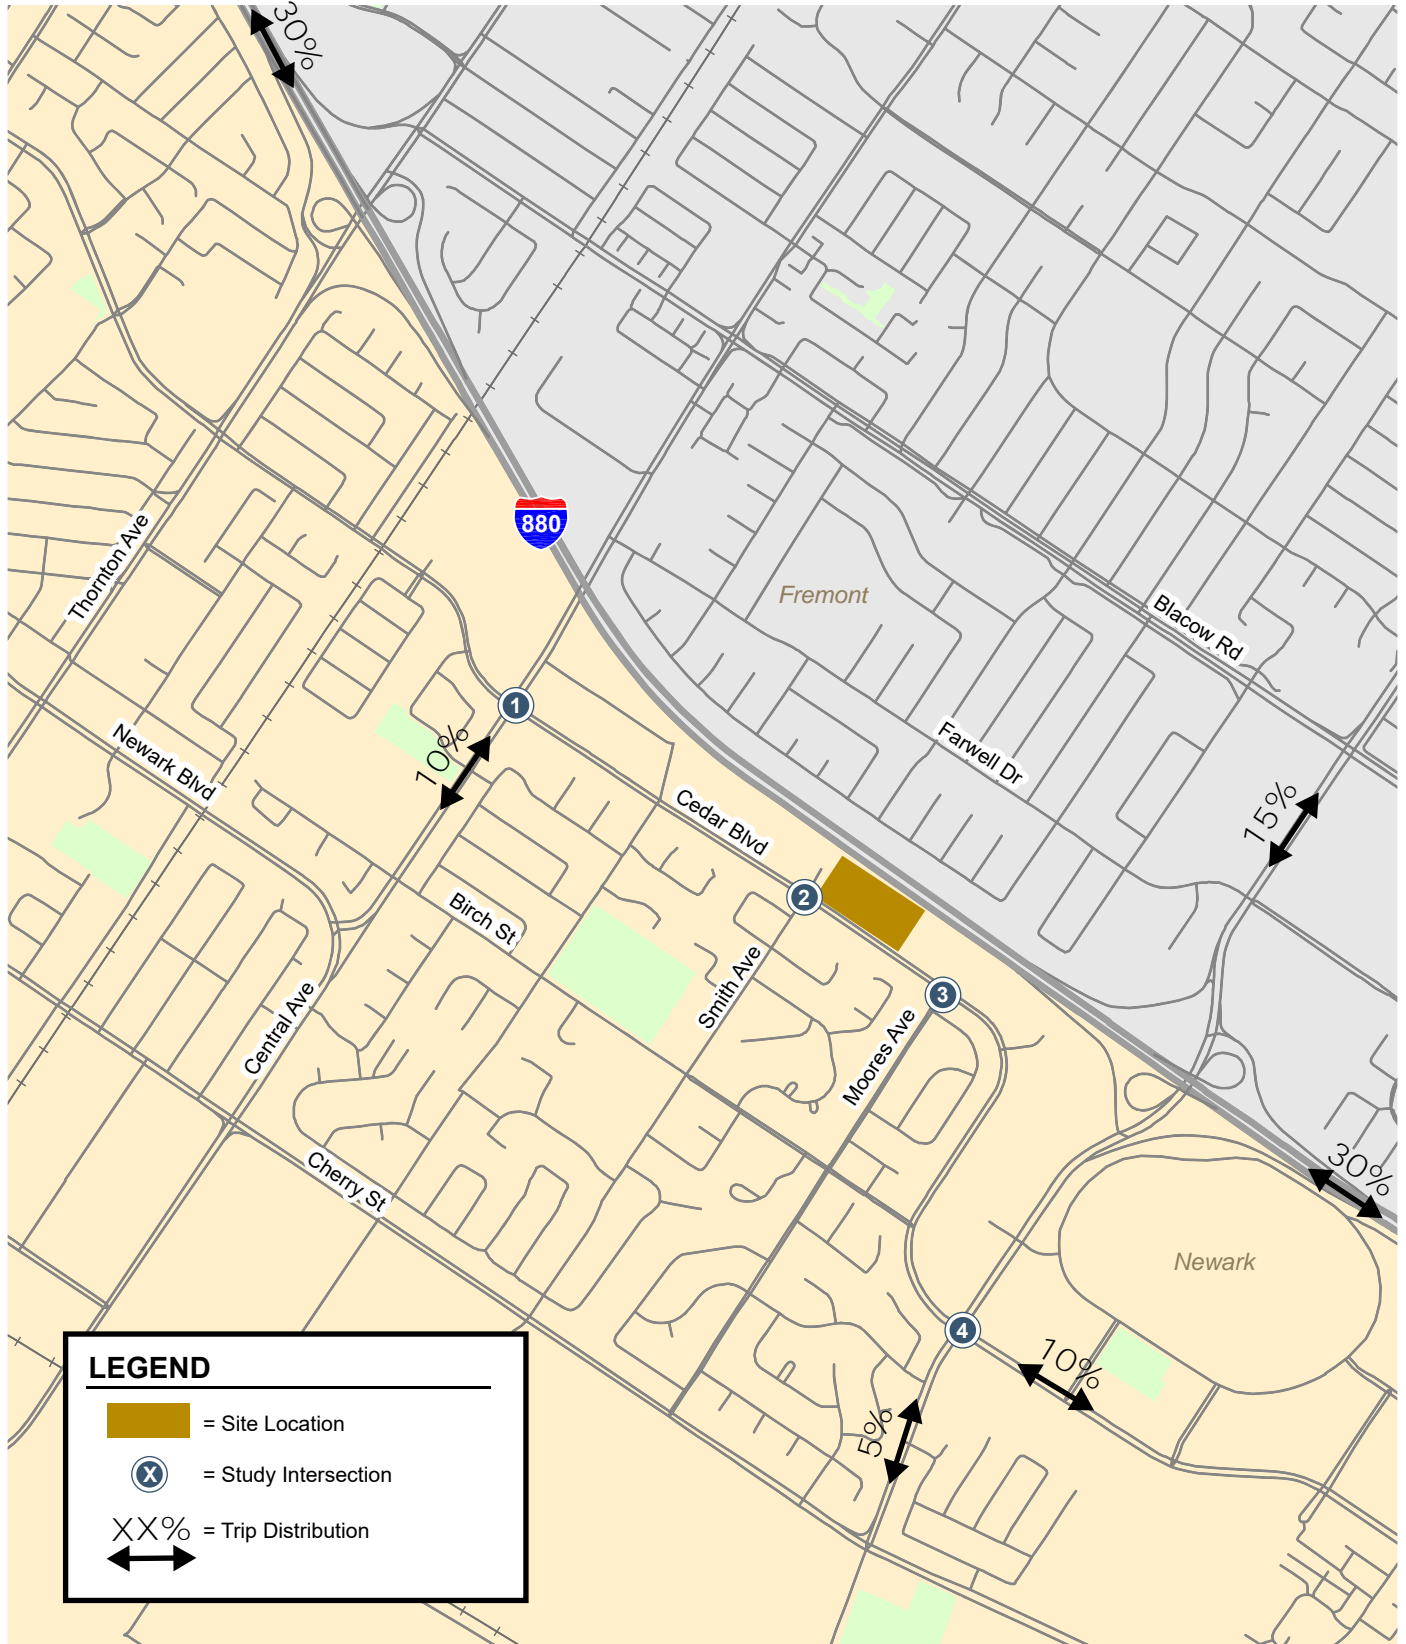 30%
880
Thornton Ave
Fremont
Blacow Rd
1
Newark Blvd
10%
Farwell Dr
Cedar Blvd
15%
2
Birch St
Smith Ave
3
Central Ave
Moores Ave
Cherry St
30%
Newark
4
10%
5%
LEGEND
= Site Location
X = Study Intersection
XX% = Trip Distribution